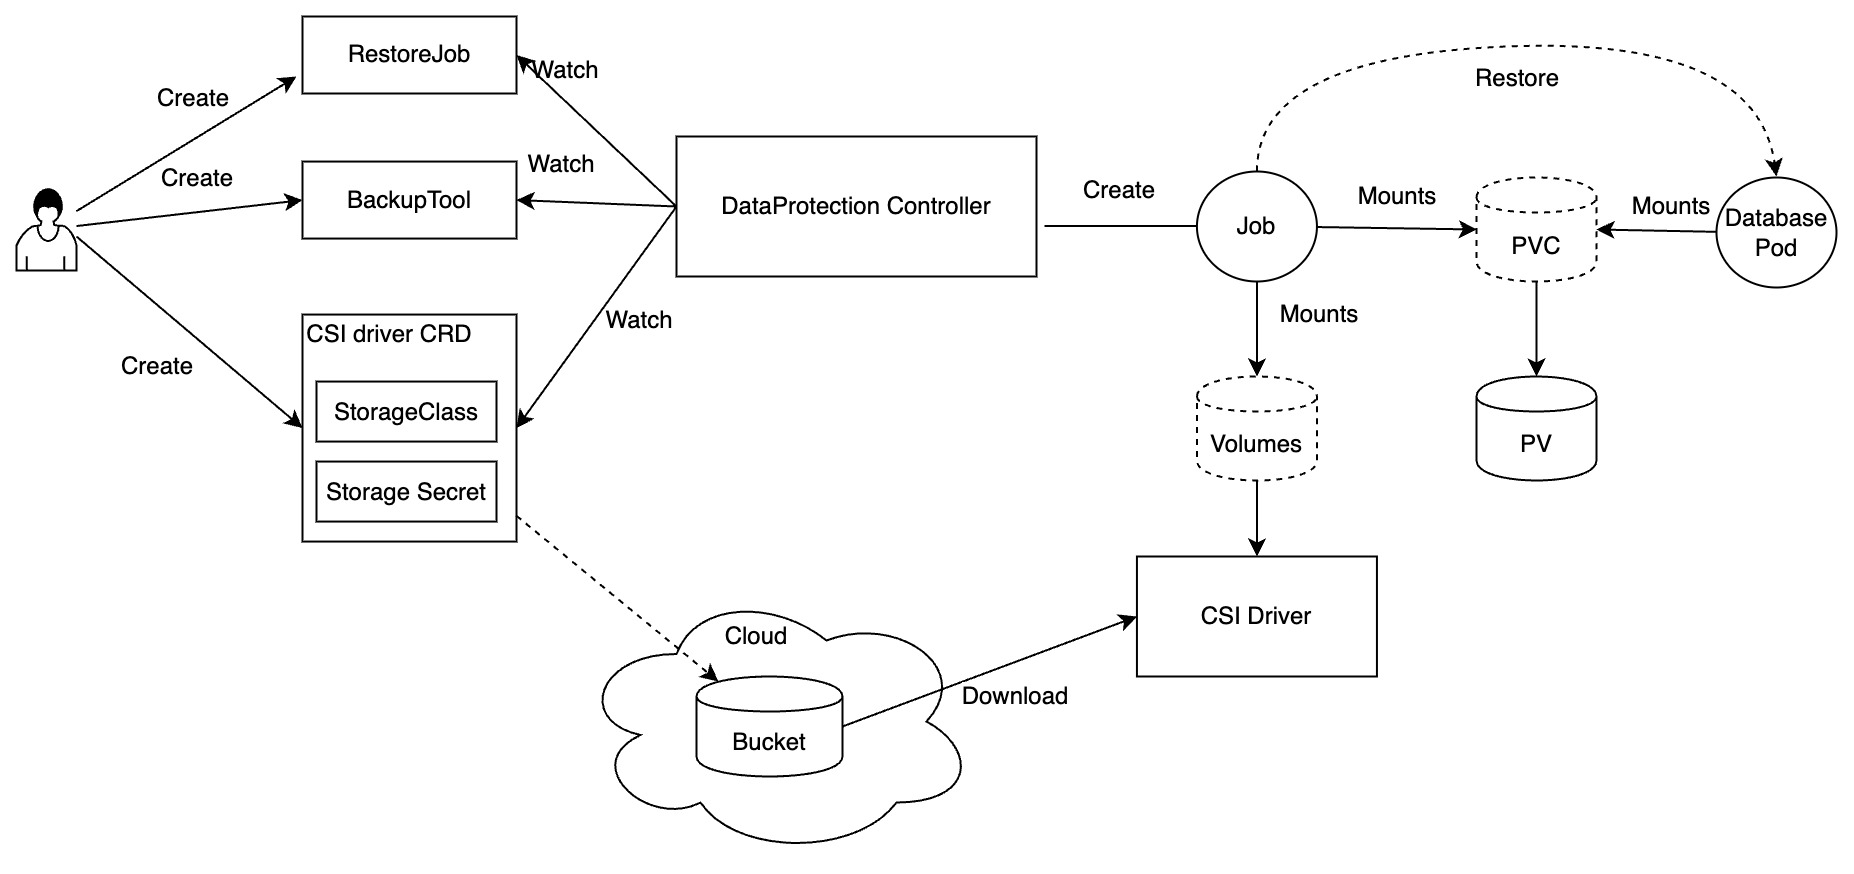 RestoreJob
Watch
Create
Restore
Create
BackupTool
Watch
DataProtection Controller
Create
Job
Mounts
PVC
Mounts
Database
Pod
CSI driver CRD
StorageClass
Storage Secret
Create
Watch
Mounts
Volumes
PV
Cloud
Bucket
Download
CSI Driver